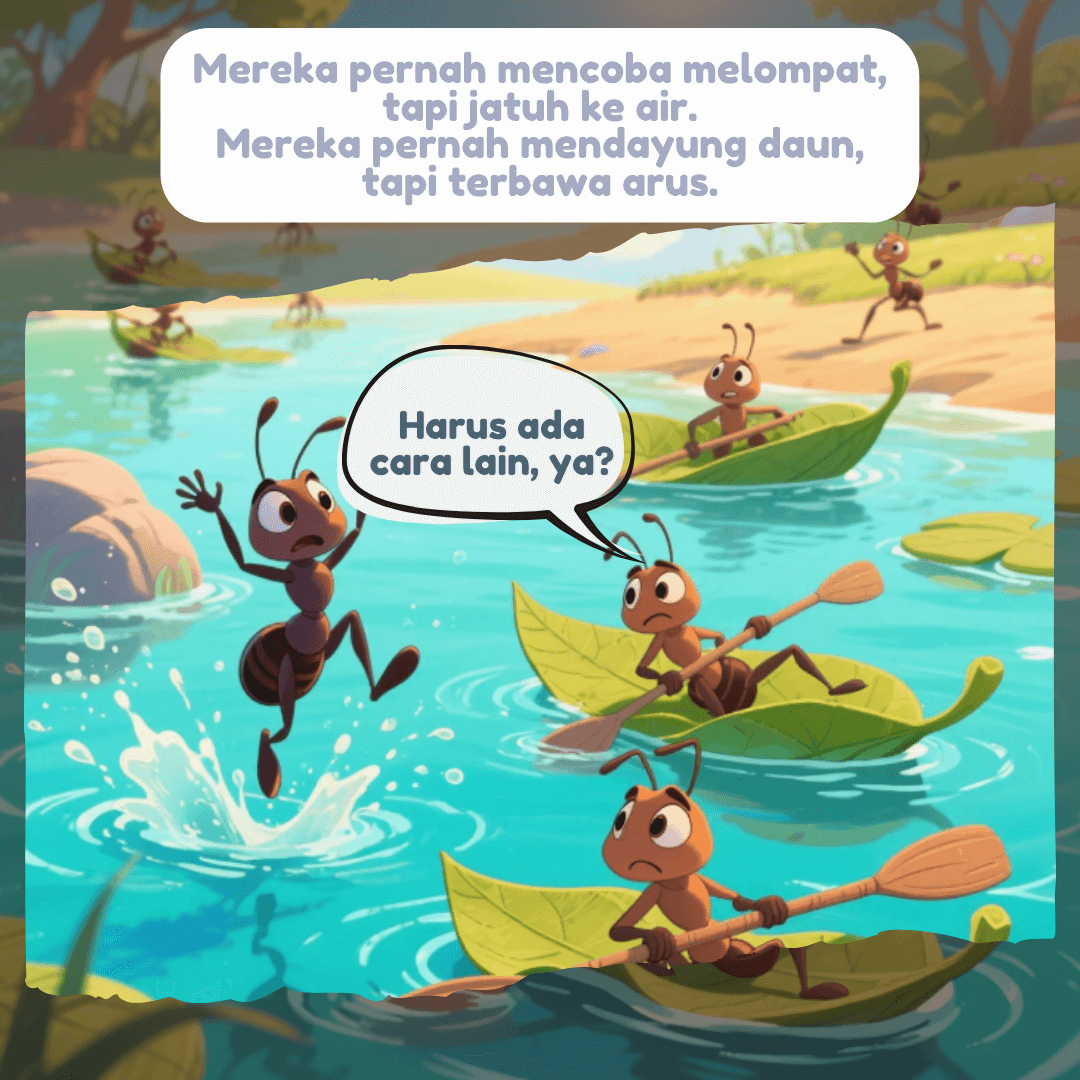 Mereka pernah mencoba melompat,
tapi jatuh ke air.
Mereka pernah mendayung daun,
tapi terbawa arus.
Harus ada
cara lain, ya?